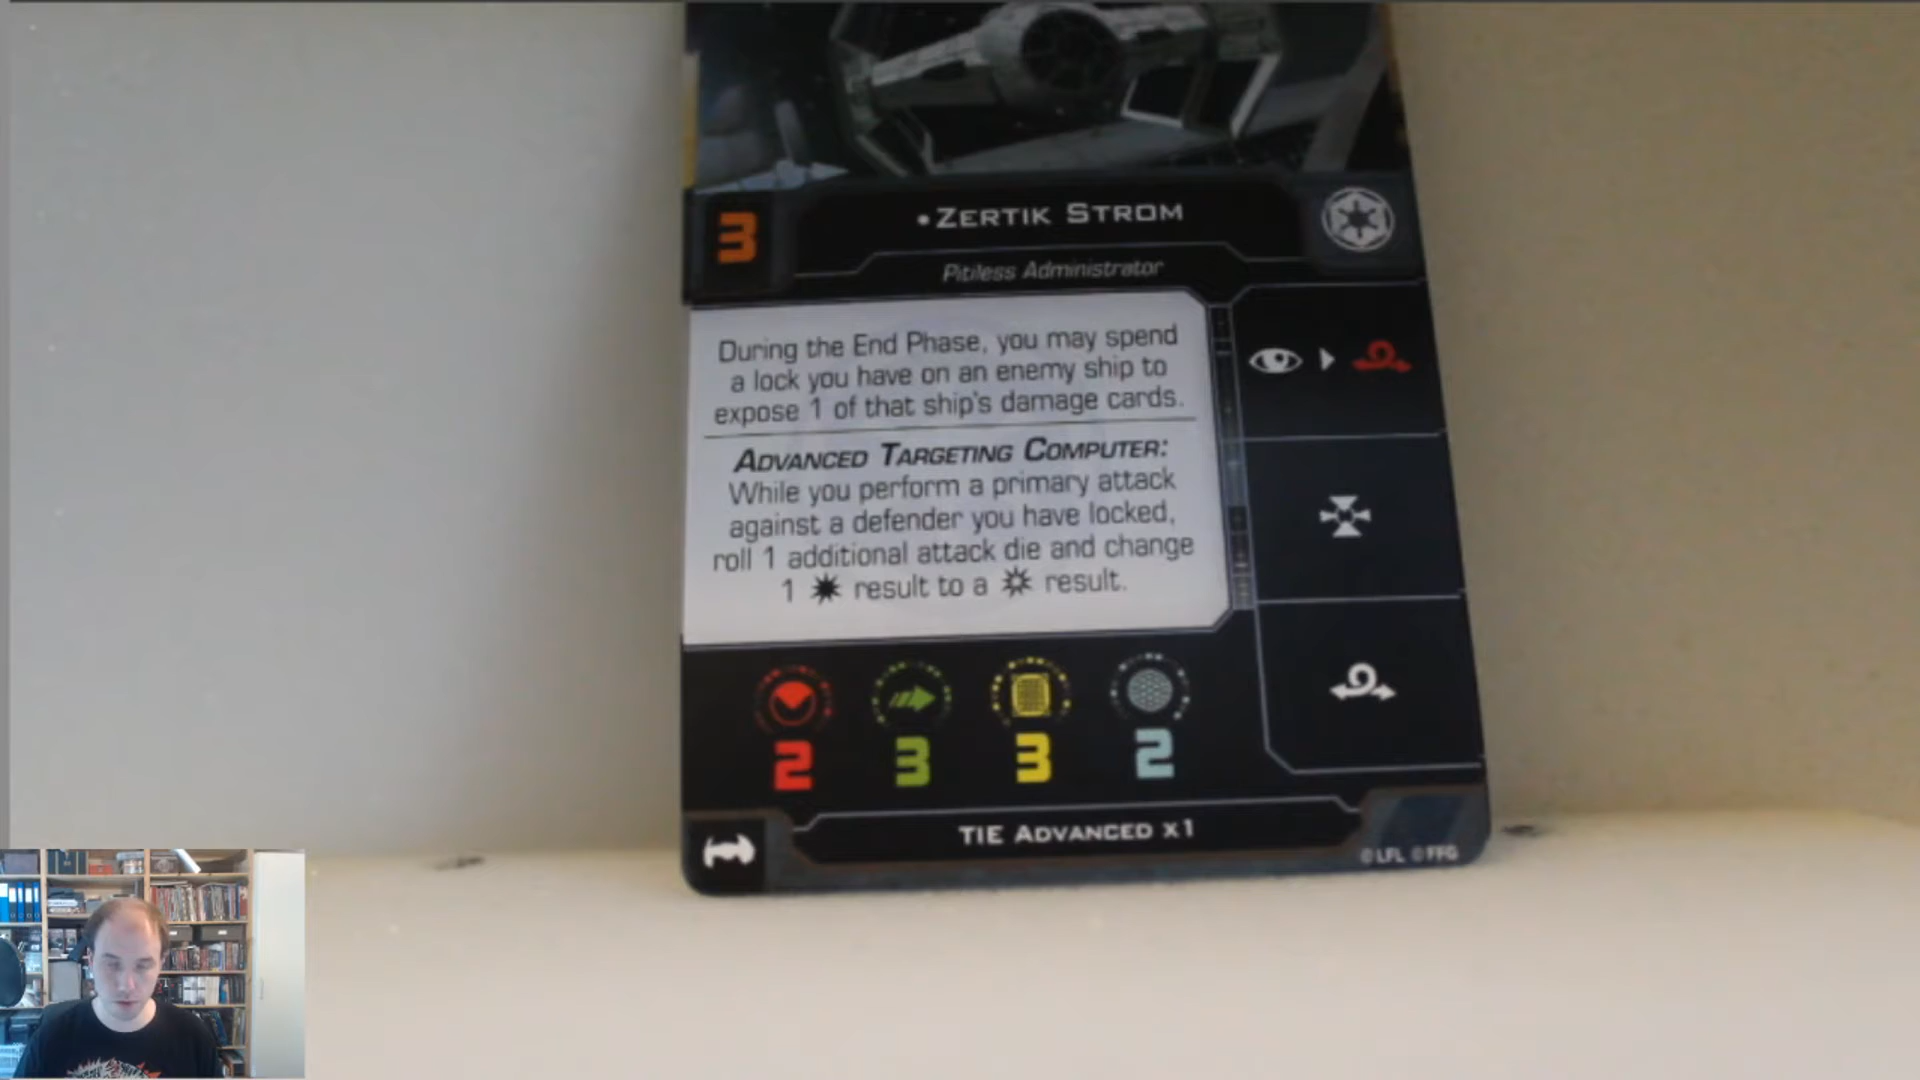 3
•ZERTIK STROM
Pitiless Administrator
During the End Phase, you may spend
a lock you have on an enemy ship to
expose 1 of that ship's damage cards.
ADVANCED TARGETING COMPUTER:
While you perform a primary attack
against a defender you have locked,
roll 1 additional attack die and change
1 result to a result.
2 3 3 2
TIE ADVANCED X1
©LFL ©FFG